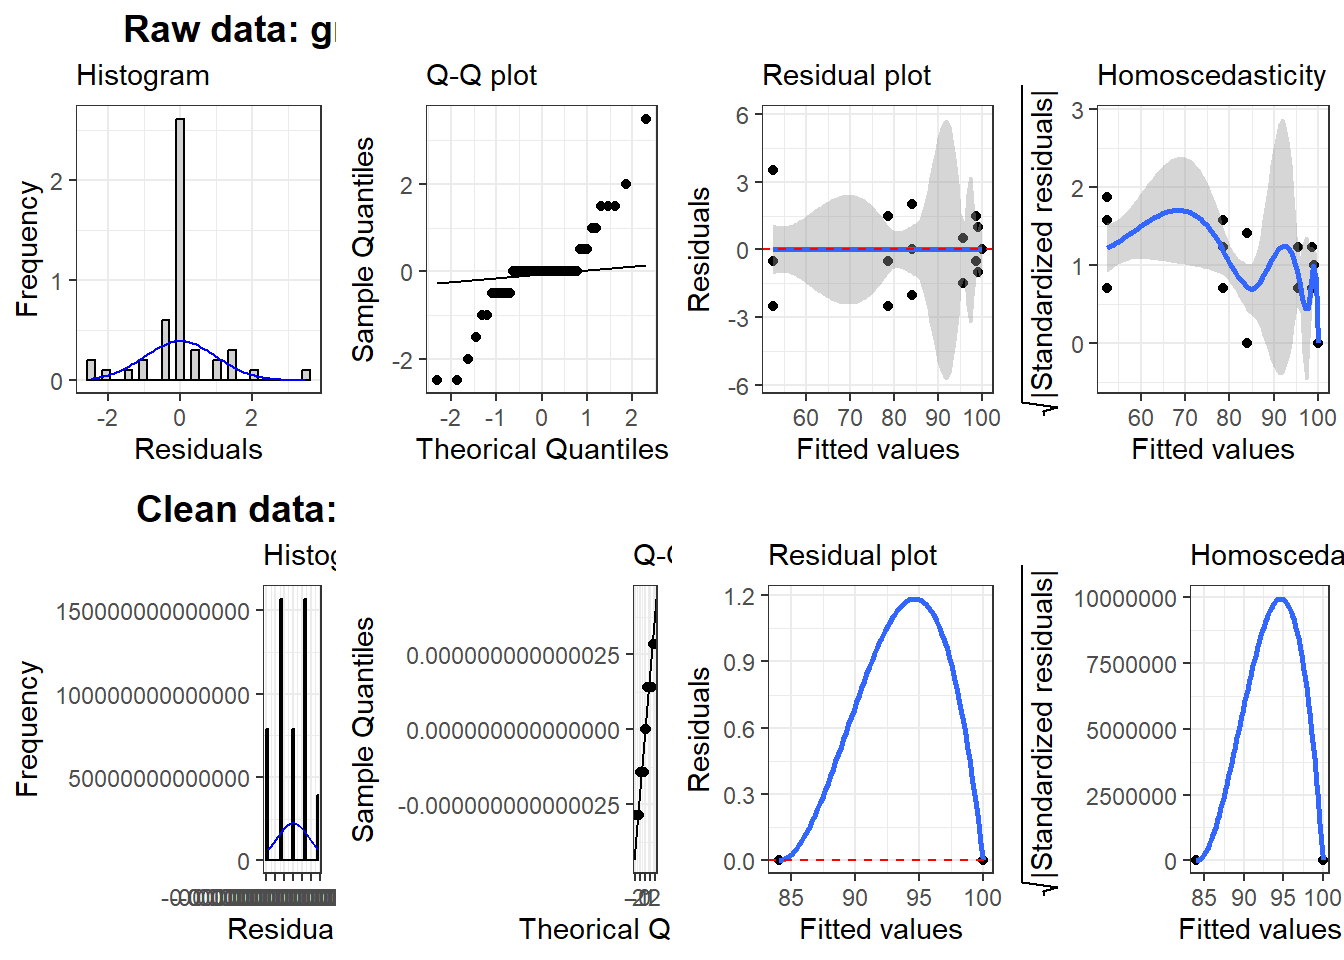 Raw data: g
Histogram
Q-Q plot
Residual plot
Homoscedasticity
Frequency
2
1
0
-2
0
2
Residuals
Sample Quantiles
2
0
-2
-2
-1
0
1
2
Theorical Quantiles
Residuals
6
3
0
-3
-6
60
70
80
90
100
Fitted values
|Standardized residuals|
3
2
1
0
60
70
80
90
100
Fitted values
Clean data:
Histog
Q-
Residual plot
Homosceda
Frequency
150000000000000
100000000000000
50000000000000
0
Residua
Sample Quantiles
0.000000000000025
0.000000000000000
-0.000000000000025
Theorical Q
Residuals
1.2
0.9
0.6
0.3
0.0
85
90
95
100
Fitted values
|Standardized residuals|
10000000
7500000
5000000
2500000
0
85
90
95
100
Fitted values